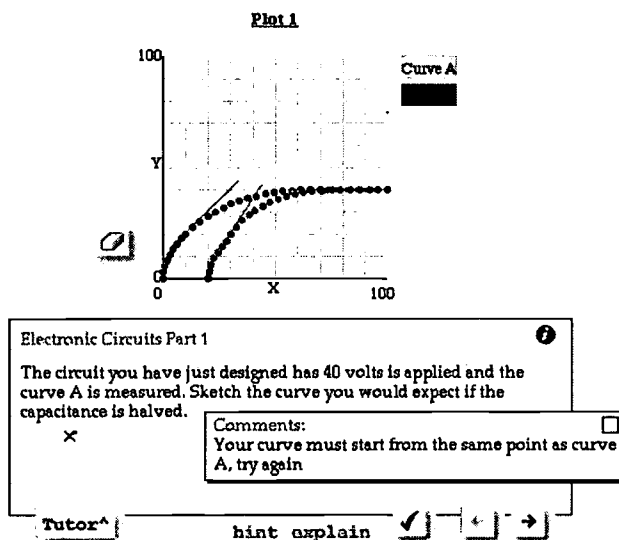 Plot 1
100
Curve A
Y
0
0
X
100
Electronic Circuits Part 1
The circuit you have just designed has 40 volts is applied and the
curve A is measured. Sketch the curve you would expect if the
capacitance is halved.
Comments:
Your curve must start from the same point as curve
A, try again
Tutor^
hint explain